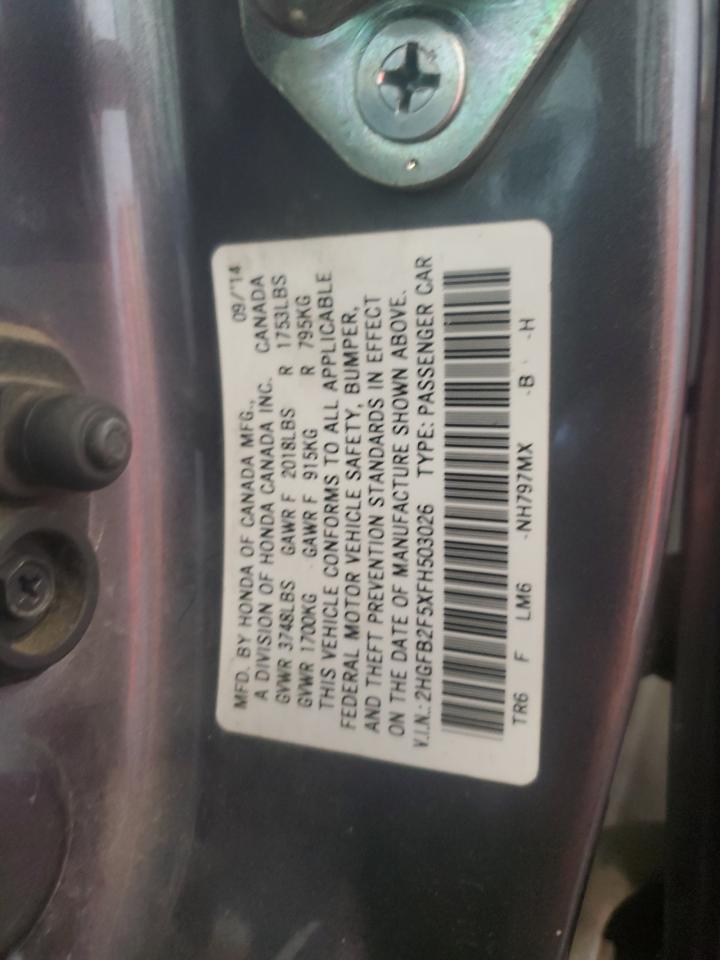 MFD. BY HONDA OF CANADA MFG., 09/'14
A DIVISION OF HONDA CANADA INC. CANADA
GVWR 3748LBS GAWR F 2018LBS R 1753LBS
GVWR 1700KG GAWR F 915KG R 795KG
THIS VEHICLE CONFORMS TO ALL APPLICABLE
FEDERAL MOTOR VEHICLE SAFETY, BUMPER,
AND THEFT PREVENTION STANDARDS IN EFFECT
ON THE DATE OF MANUFACTURE SHOWN ABOVE.
V.I.N.: 2HGFB2F5XFH503026 TYPE: PASSENGER CAR
TR6 F LM6 -NH797MX -B -H